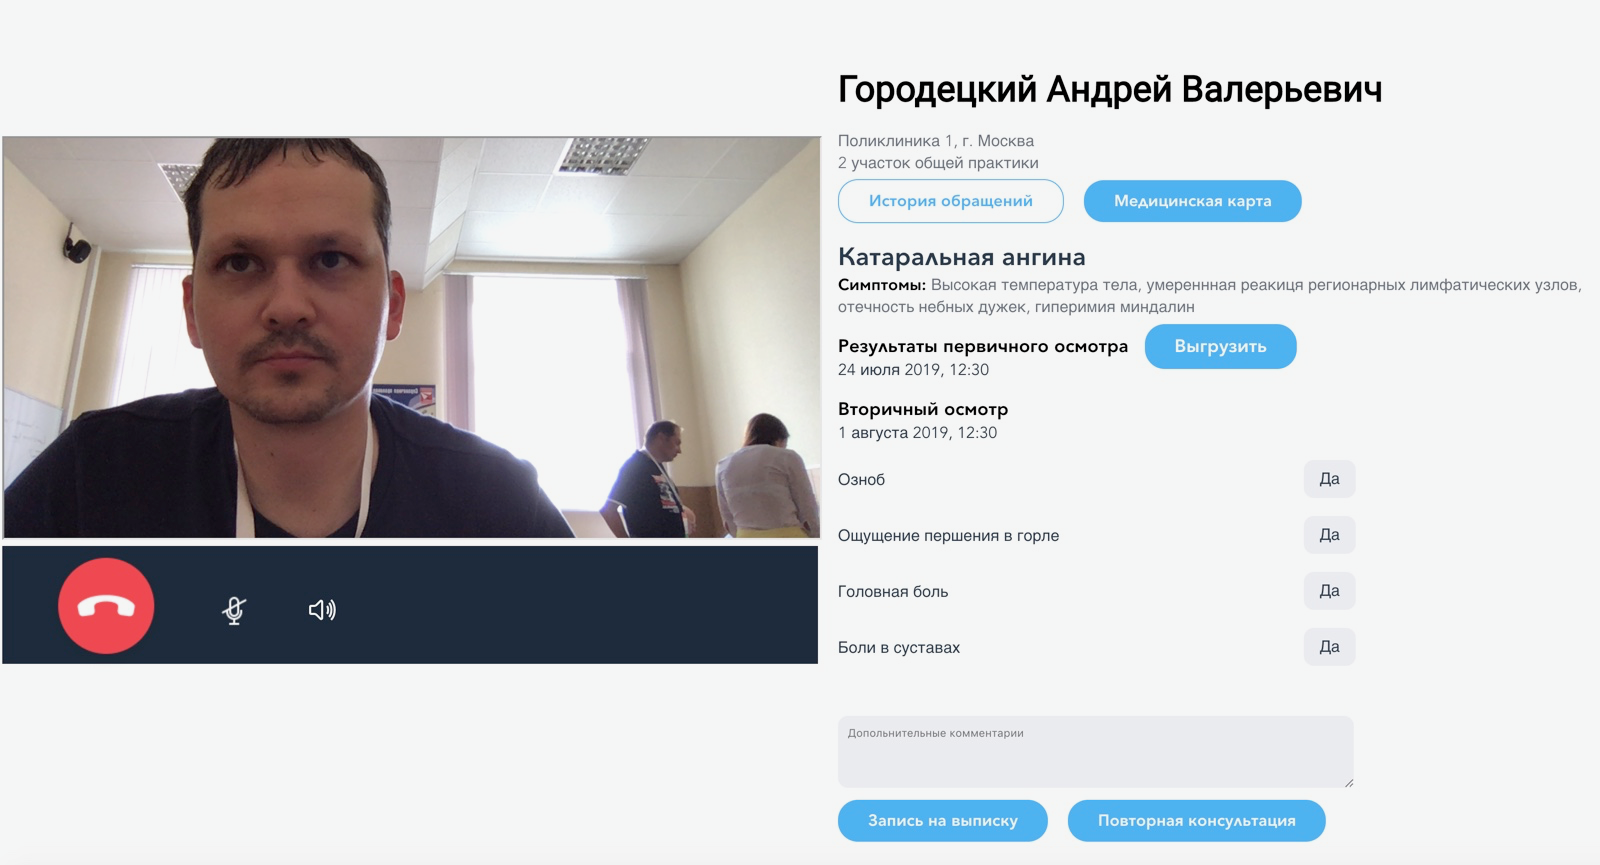 Городецкий Андрей Валерьевич
Поликлиника 1, г. Москва
2 участок общей практики
История обращений
Медицинская карта
Катаральная ангина
Симптомы: Высокая температура тела, умереннная реакиця регионарных лимфатических узлов,
отечность небных дужек, гиперимия миндалин
Результаты первичного осмотра
Выгрузить
24 июля 2019, 12:30
Вторичный осмотр
1 августа 2019, 12:30
Озноб
Да
Ощущение першения в горле
Да
Головная боль
Да
Боли в суставах
Да
Допольнительные комментарии
Запись на выписку
Повторная консультация